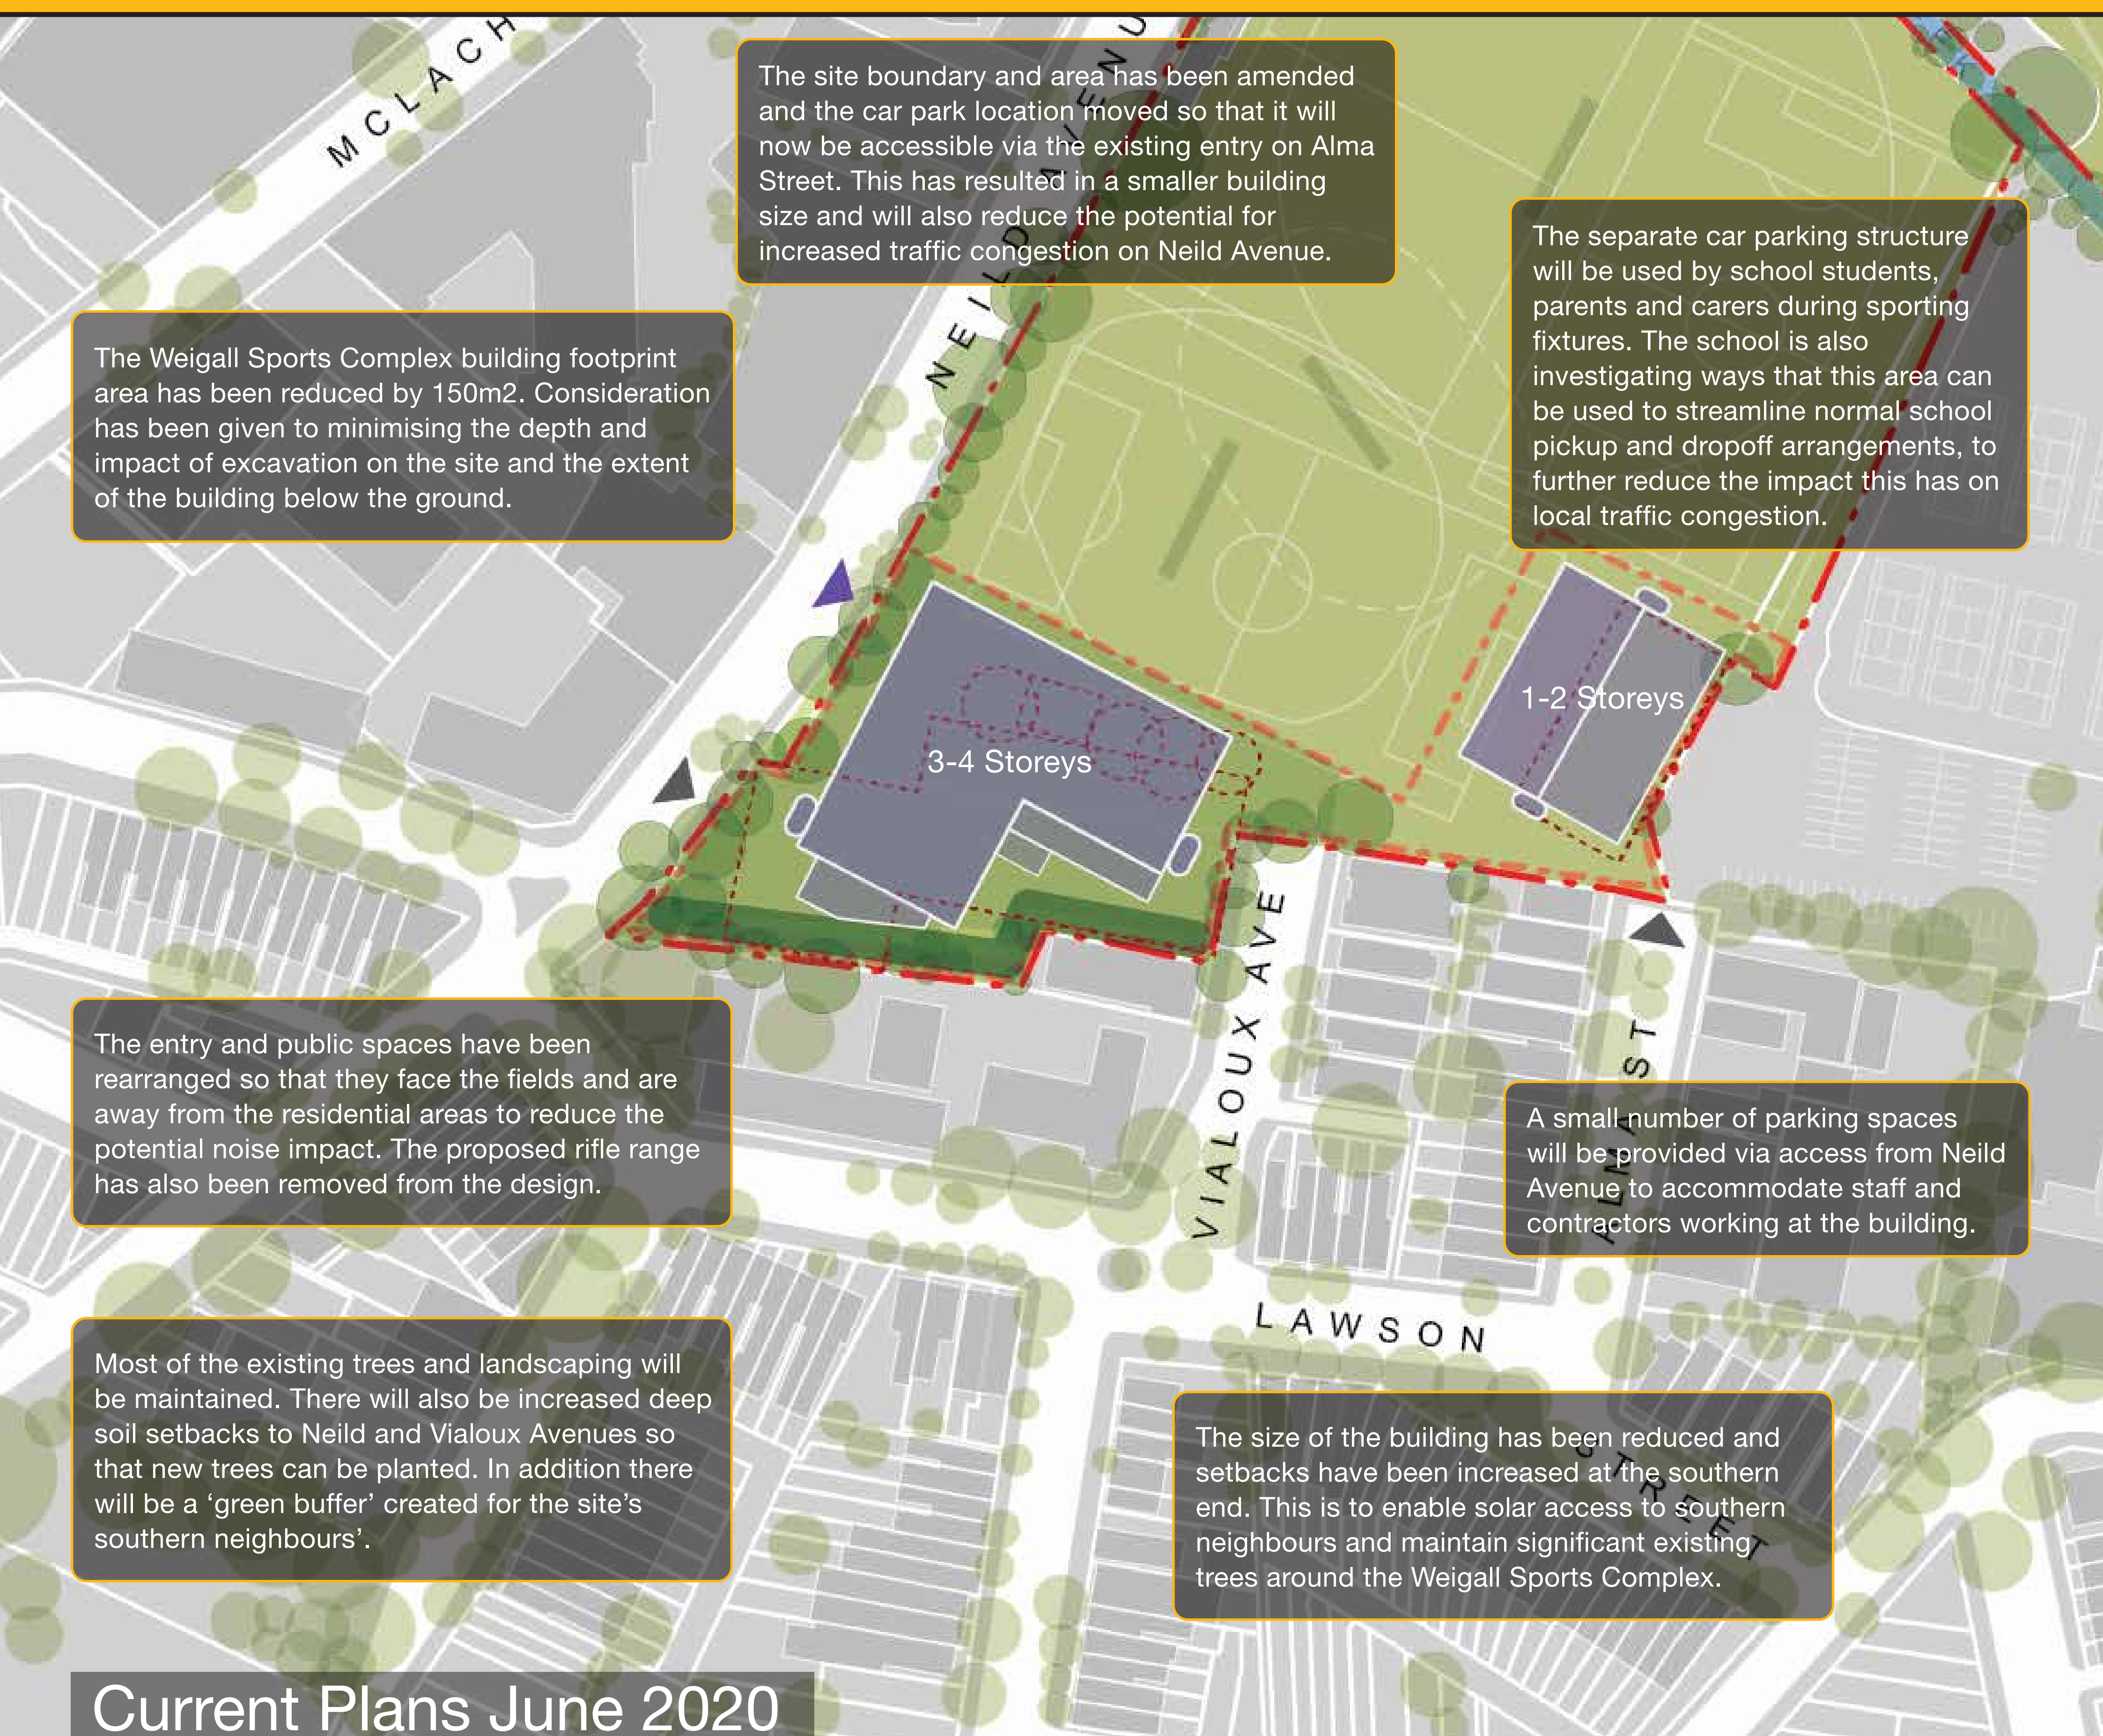 MCLACH
NEILD AVENU
The site boundary and area has been amended
and the car park location moved so that it will
now be accessible via the existing entry on Alma
Street. This has resulted in a smaller building
size and will also reduce the potential for
increased traffic congestion on Neild Avenue.
The separate car parking structure
will be used by school students,
parents and carers during sporting
fixtures. The school is also
investigating ways that this area can
be used to streamline normal school
pickup and dropoff arrangements, to
further reduce the impact this has on
local traffic congestion.
The Weigall Sports Complex building footprint
area has been reduced by 150m2. Consideration
has been given to minimising the depth and
impact of excavation on the site and the extent
of the building below the ground.
1-2 Storeys
3-4 Storeys
VIALOUX AVE
ALMA ST
The entry and public spaces have been
rearranged so that they face the fields and are
away from the residential areas to reduce the
potential noise impact. The proposed rifle range
has also been removed from the design.
A small number of parking spaces
will be provided via access from Neild
Avenue to accommodate staff and
contractors working at the building.
LAWSON STREET
Most of the existing trees and landscaping will
be maintained. There will also be increased deep
soil setbacks to Neild and Vialoux Avenues so
that new trees can be planted. In addition there
will be a ‘green buffer’ created for the site’s
southern neighbours’.
The size of the building has been reduced and
setbacks have been increased at the southern
end. This is to enable solar access to southern
neighbours and maintain significant existing
trees around the Weigall Sports Complex.
Current Plans June 2020